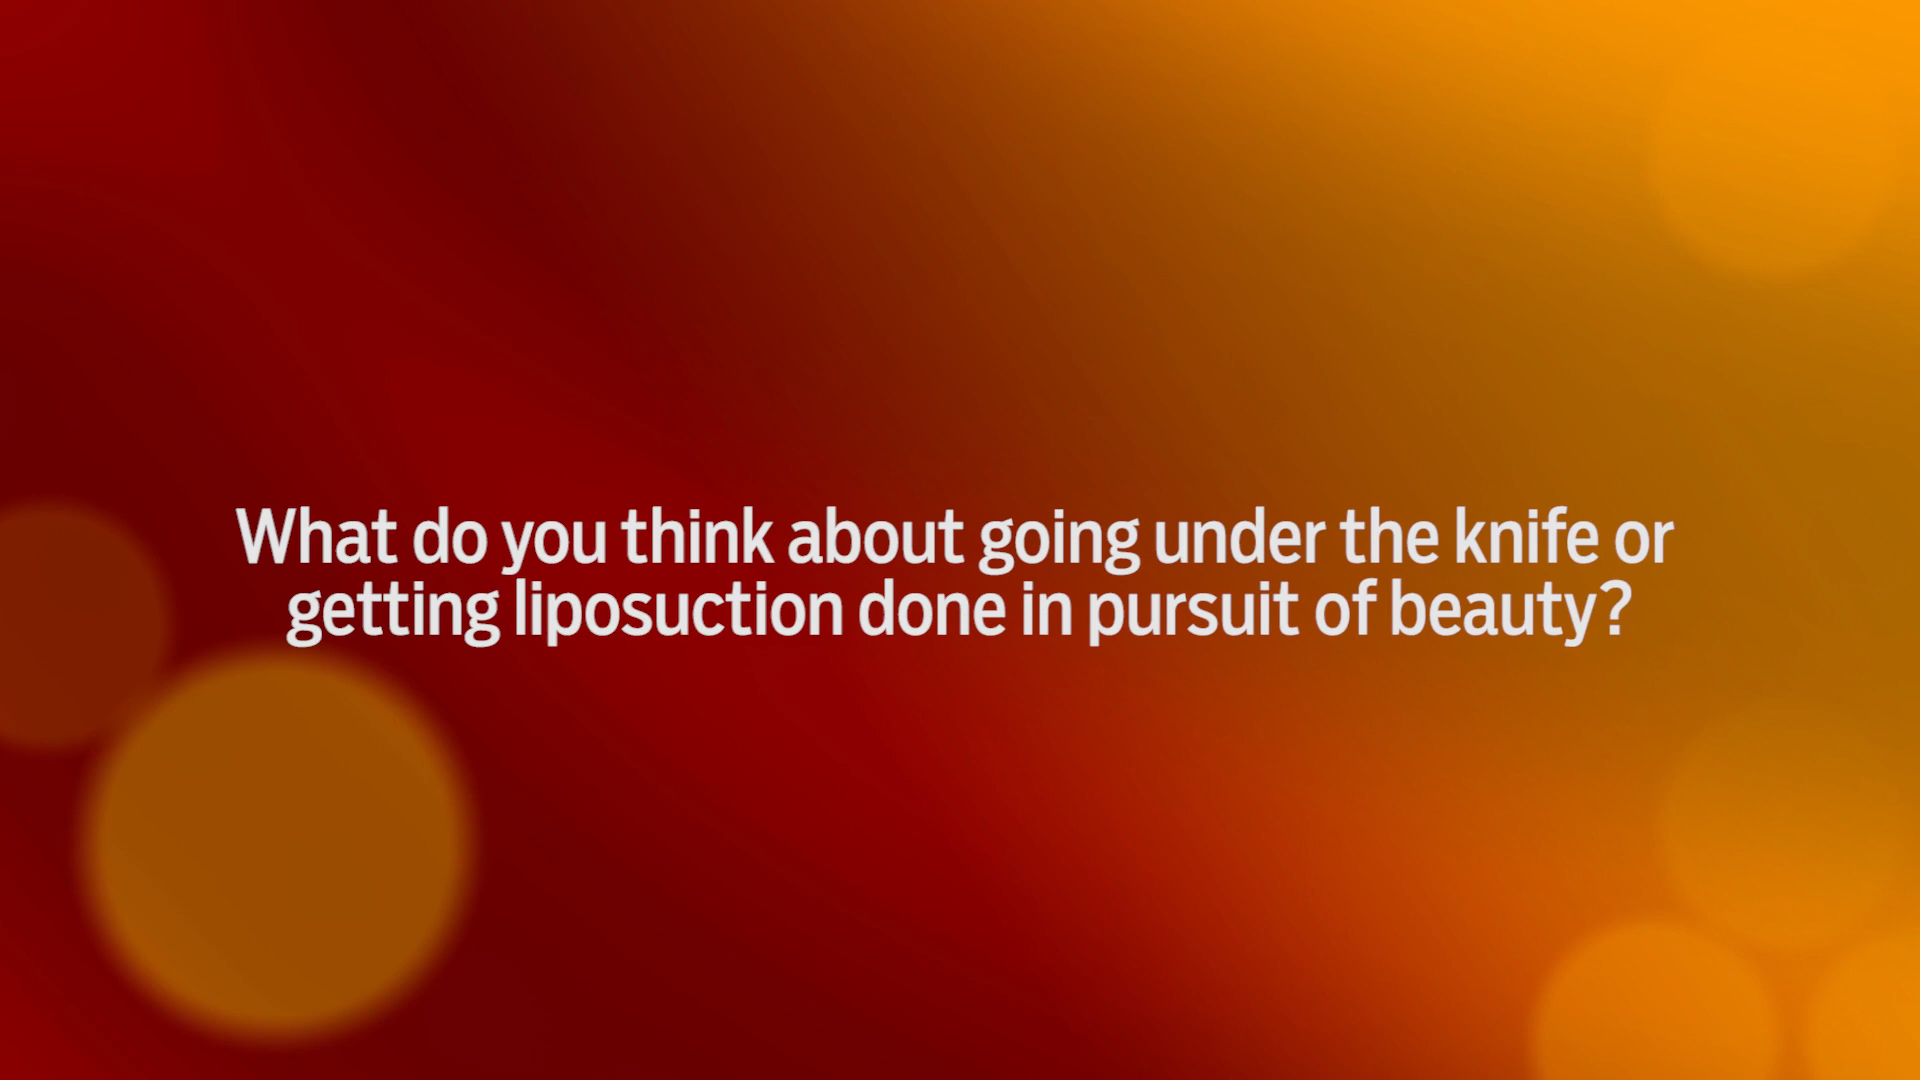 What do you think about going under the knife or
getting liposuction done in pursuit of beauty?